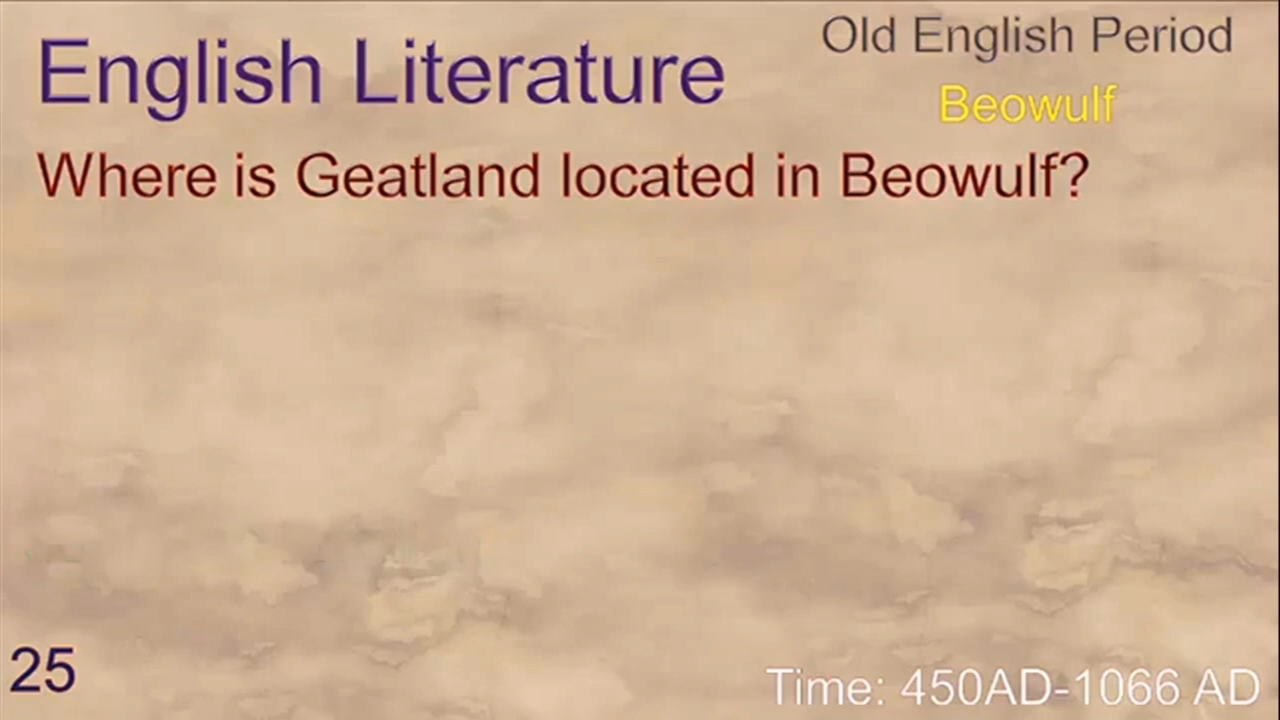 English Literature
Old English Period
Beowulf
Where is Geatland located in Beowulf?
25
Time: 450AD-1066 AD